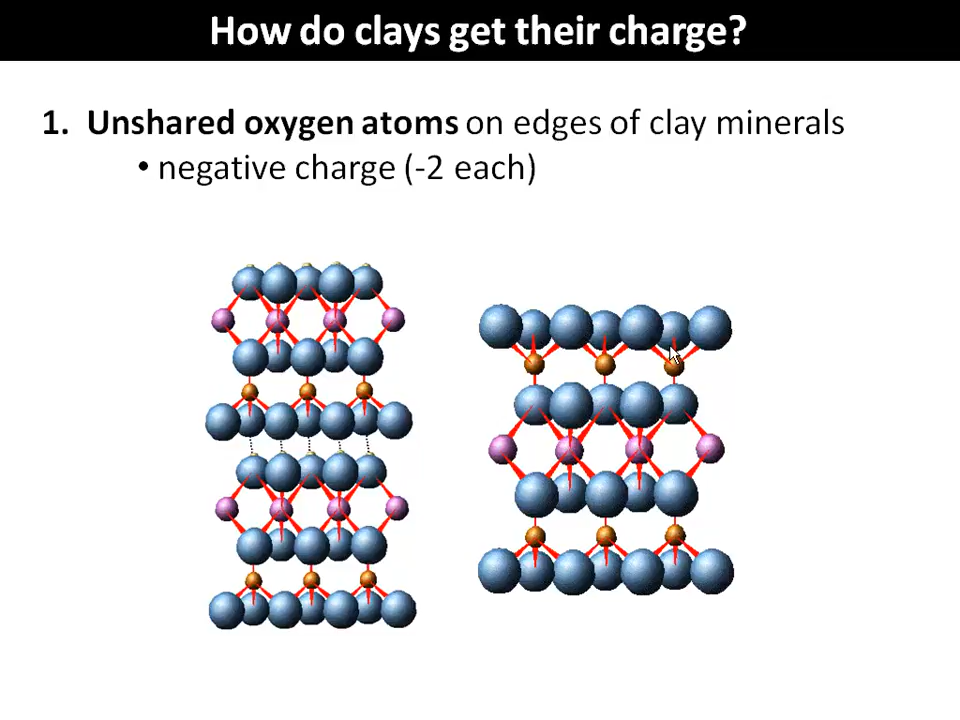 How do clays get their charge?
1. Unshared oxygen atoms on edges of clay minerals
• negative charge (-2 each)